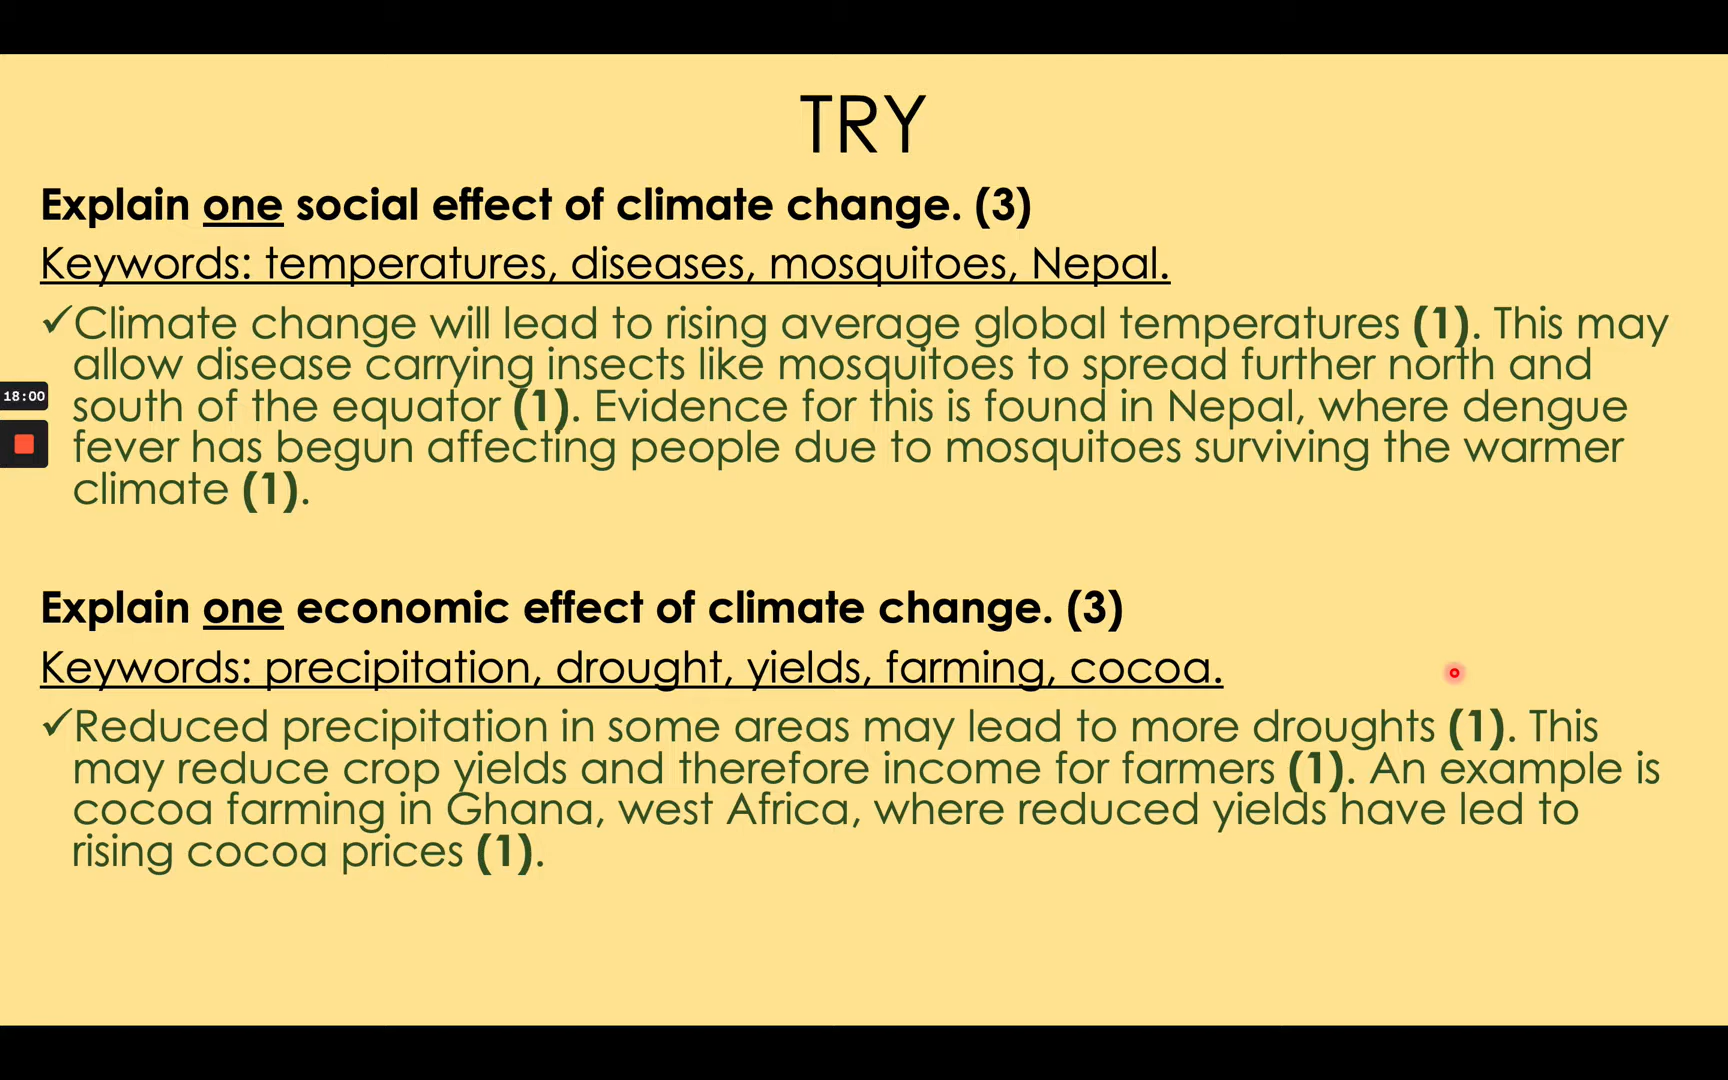 TRY
Explain one social effect of climate change. (3)
Keywords: temperatures, diseases, mosquitoes, Nepal.
✓Climate change will lead to rising average global temperatures (1). This may
allow disease carrying insects like mosquitoes to spread further north and
18:00
south of the equator (1). Evidence for this is found in Nepal, where dengue
fever has begun affecting people due to mosquitoes surviving the warmer
climate (1).
Explain one economic effect of climate change. (3)
Keywords: precipitation, drought, yields, farming, cocoa.
✓Reduced precipitation in some areas may lead to more droughts (1). This
may reduce crop yields and therefore income for farmers (1). An example is
cocoa farming in Ghana, west Africa, where reduced yields have led to
rising cocoa prices (1).